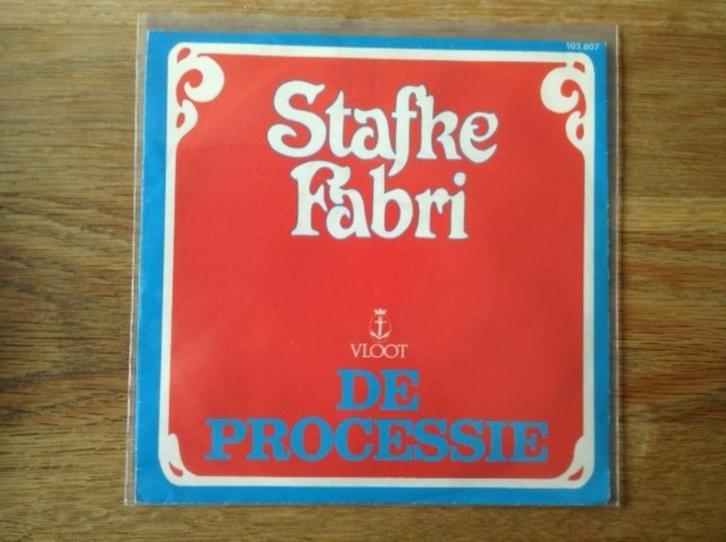 103.807
Stafke
Fabri
VLOOT
DE
PROCESSIE